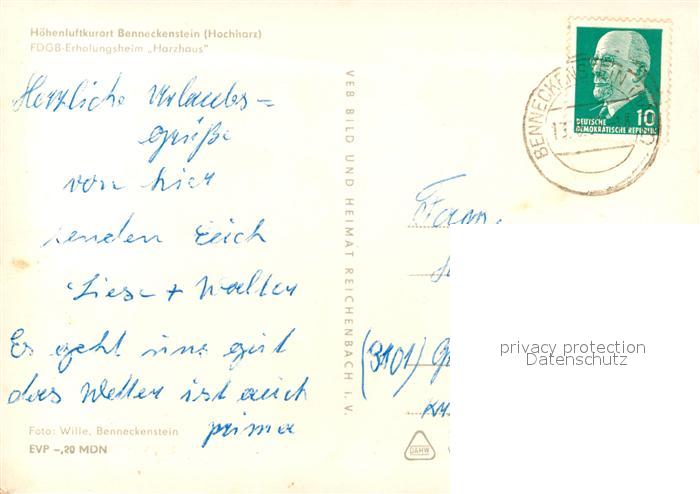 Höhenluftkurort Benneckenstein (Hochharz)
FDGB-Erholungsheim „Harzhaus"
Herzliche Urlaubs=
grüße
von hier
senden Euch
Liese + Walter
Es geht uns gut
das Wetter ist auch
prima
Foto: Wille, Benneckenstein
EVP –,20 MDN
VEB BILD UND HEIMAT REICHENBACH i. V.
BENNECKENSTEIN
13.
10
DEUTSCHE
DEMOKRATISCHE REPUBLIK
Fam.
(3101)
DAHW
privacy protection
Datenschutz